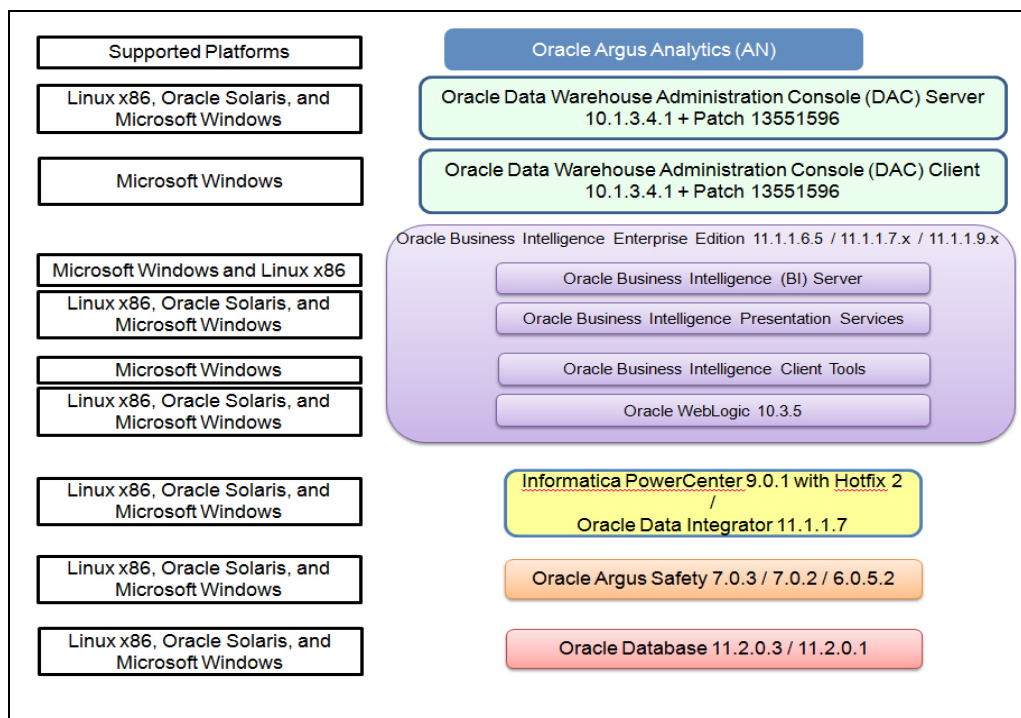 Supported Platforms
Oracle Argus Analytics (AN)
Linux x86, Oracle Solaris, and
Microsoft Windows
Oracle Data Warehouse Administration Console (DAC) Server
10.1.3.4.1 + Patch 13551596
Microsoft Windows
Oracle Data Warehouse Administration Console (DAC) Client
10.1.3.4.1 + Patch 13551596
Oracle Business Intelligence Enterprise Edition 11.1.1.6.5 / 11.1.1.7.x / 11.1.1.9.x
Microsoft Windows and Linux x86
Oracle Business Intelligence (BI) Server
Linux x86, Oracle Solaris, and
Microsoft Windows
Oracle Business Intelligence Presentation Services
Microsoft Windows
Oracle Business Intelligence Client Tools
Linux x86, Oracle Solaris, and
Microsoft Windows
Oracle WebLogic 10.3.5
Linux x86, Oracle Solaris, and
Microsoft Windows
Informatica PowerCenter 9.0.1 with Hotfix 2
/
Oracle Data Integrator 11.1.1.7
Linux x86, Oracle Solaris, and
Microsoft Windows
Oracle Argus Safety 7.0.3 / 7.0.2 / 6.0.5.2
Linux x86, Oracle Solaris, and
Microsoft Windows
Oracle Database 11.2.0.3 / 11.2.0.1